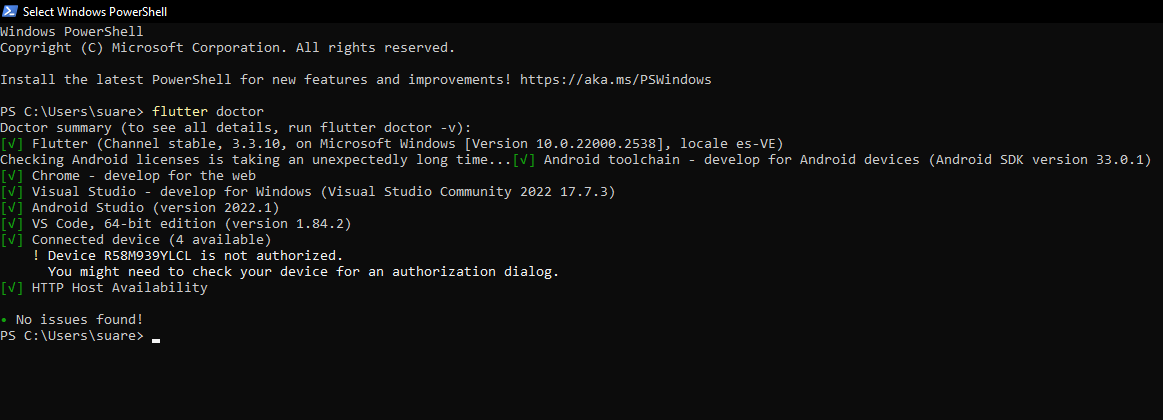 Select Windows PowerShell
Windows PowerShell
Copyright (C) Microsoft Corporation. All rights reserved.
Install the latest PowerShell for new features and improvements! https://aka.ms/PSWindows
PS C:\Users\suare> flutter doctor
Doctor summary (to see all details, run flutter doctor -v):
[√] Flutter (Channel stable, 3.3.10, on Microsoft Windows [Version 10.0.22000.2538], locale es-VE)
Checking Android licenses is taking an unexpectedly long time...[√] Android toolchain - develop for Android devices (Android SDK version 33.0.1)
[√] Chrome - develop for the web
[√] Visual Studio - develop for Windows (Visual Studio Community 2022 17.7.3)
[√] Android Studio (version 2022.1)
[√] VS Code, 64-bit edition (version 1.84.2)
[√] Connected device (4 available)
    ! Device R58M939YLCL is not authorized.
      You might need to check your device for an authorization dialog.
[√] HTTP Host Availability
• No issues found!
PS C:\Users\suare>